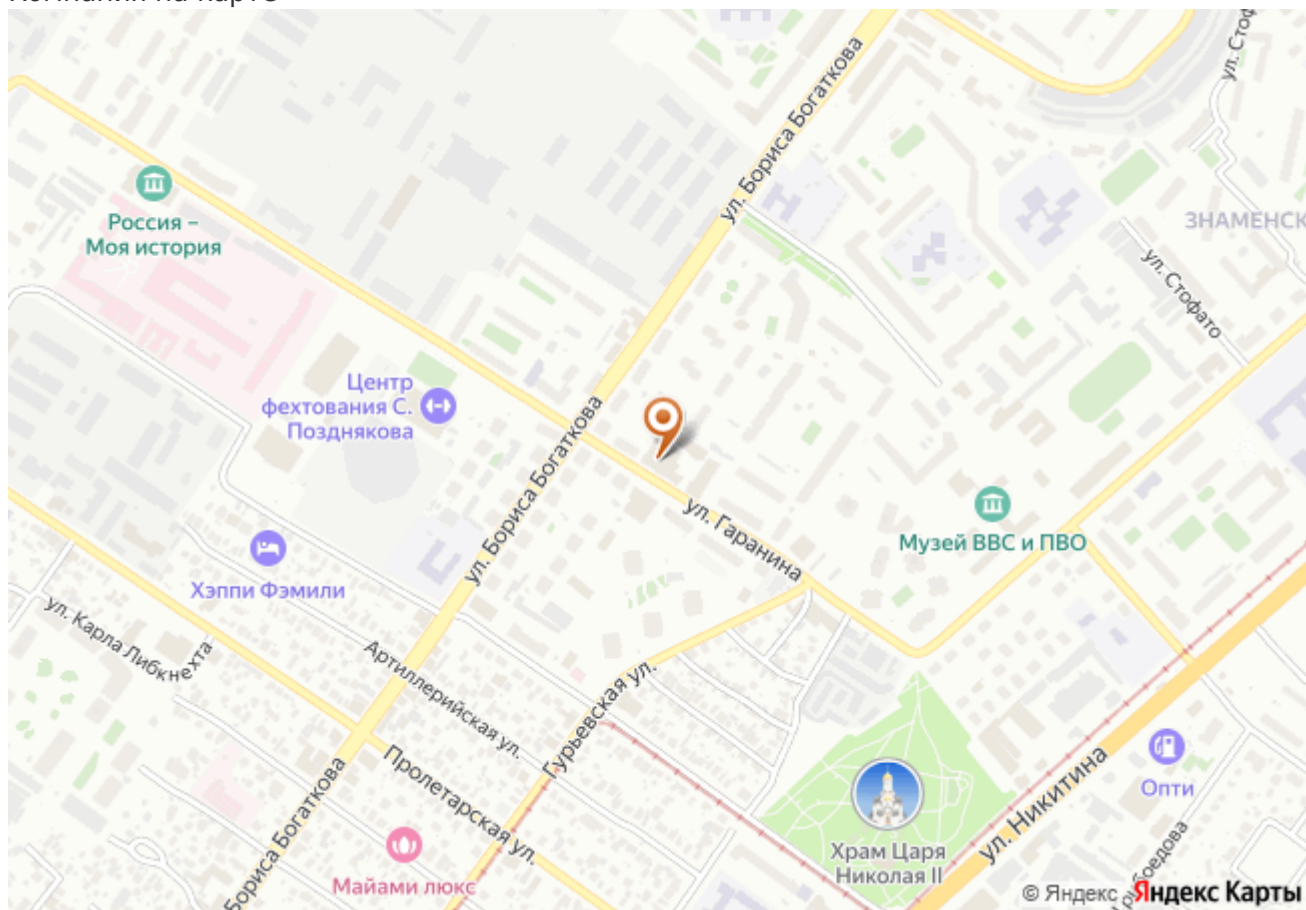 ул. Бориса Богаткова
Россия –
Моя история
ЗНАМЕНСК
ул. Стофато
Центр
фехтования С.
Позднякова
ул. Бориса Богаткова
ул. Гаранина
Музей ВВС и ПВО
Хэппи Фэмили
ул. Карла Либкнехта
Артиллерийская ул.
Гурьевская ул.
Пролетарская ул.
Бориса Богаткова
Майами люкс
Храм Царя
Николая II
ул. Никитина
Опти
© Яндекс
Яндекс Карты